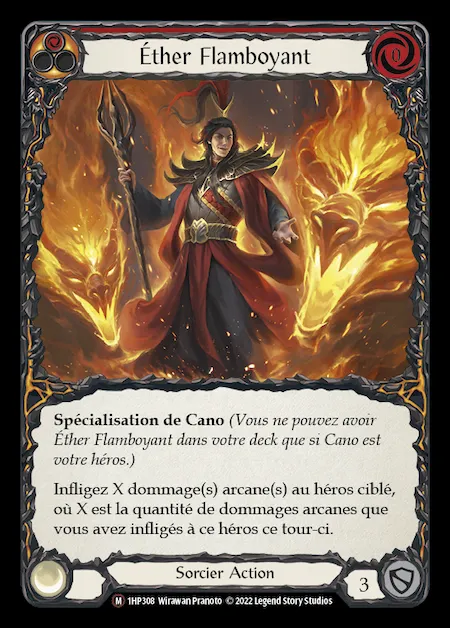 Éther Flamboyant
0
Spécialisation de Cano (Vous ne pouvez avoir
Éther Flamboyant dans votre deck que si Cano est
votre héros.)
Infligez X dommage(s) arcane(s) au héros ciblé,
où X est la quantité de dommages arcanes que
vous avez infligés à ce héros ce tour-ci.
Sorcier Action
3
M 1HP308 Wirawan Pranoto © 2022 Legend Story Studios